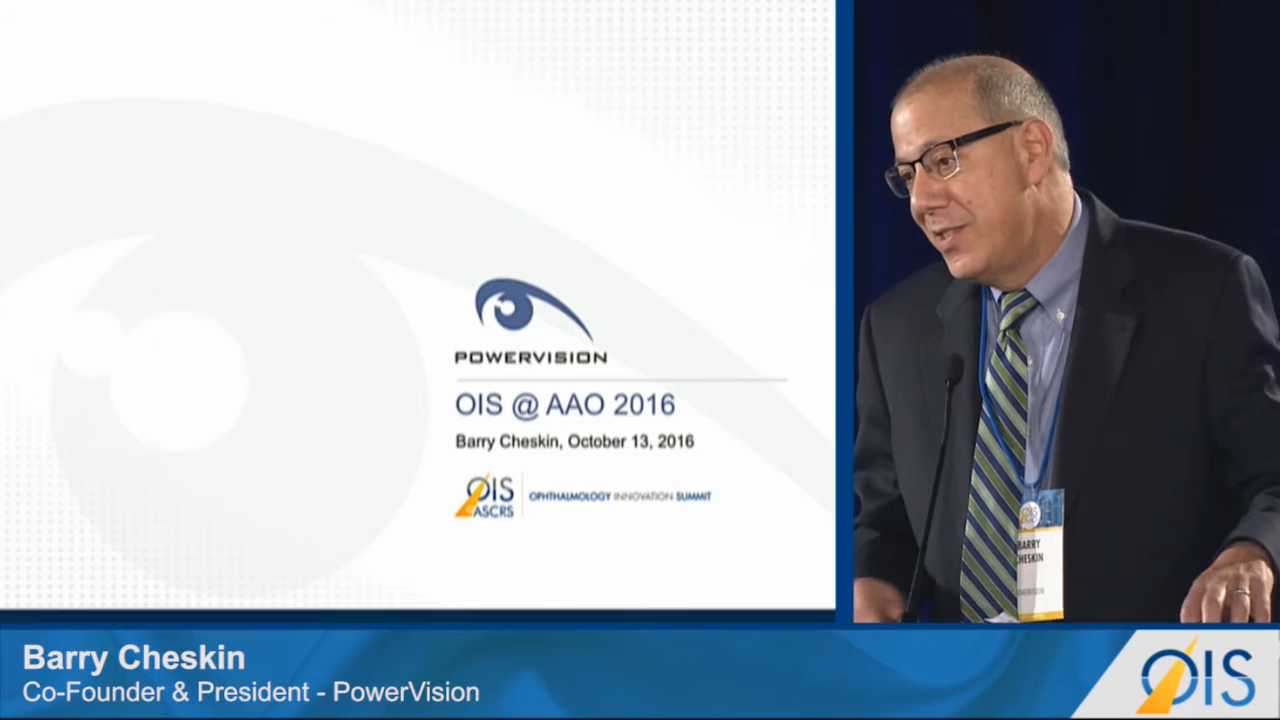 POWERVISION
OIS @ AAO 2016
Barry Cheskin, October 13, 2016
OIS
ASCRS
OPHTHALMOLOGY INNOVATION SUMMIT
BARRY
CHESKIN
POWERVISION
Barry Cheskin
Co-Founder & President - PowerVision
OIS